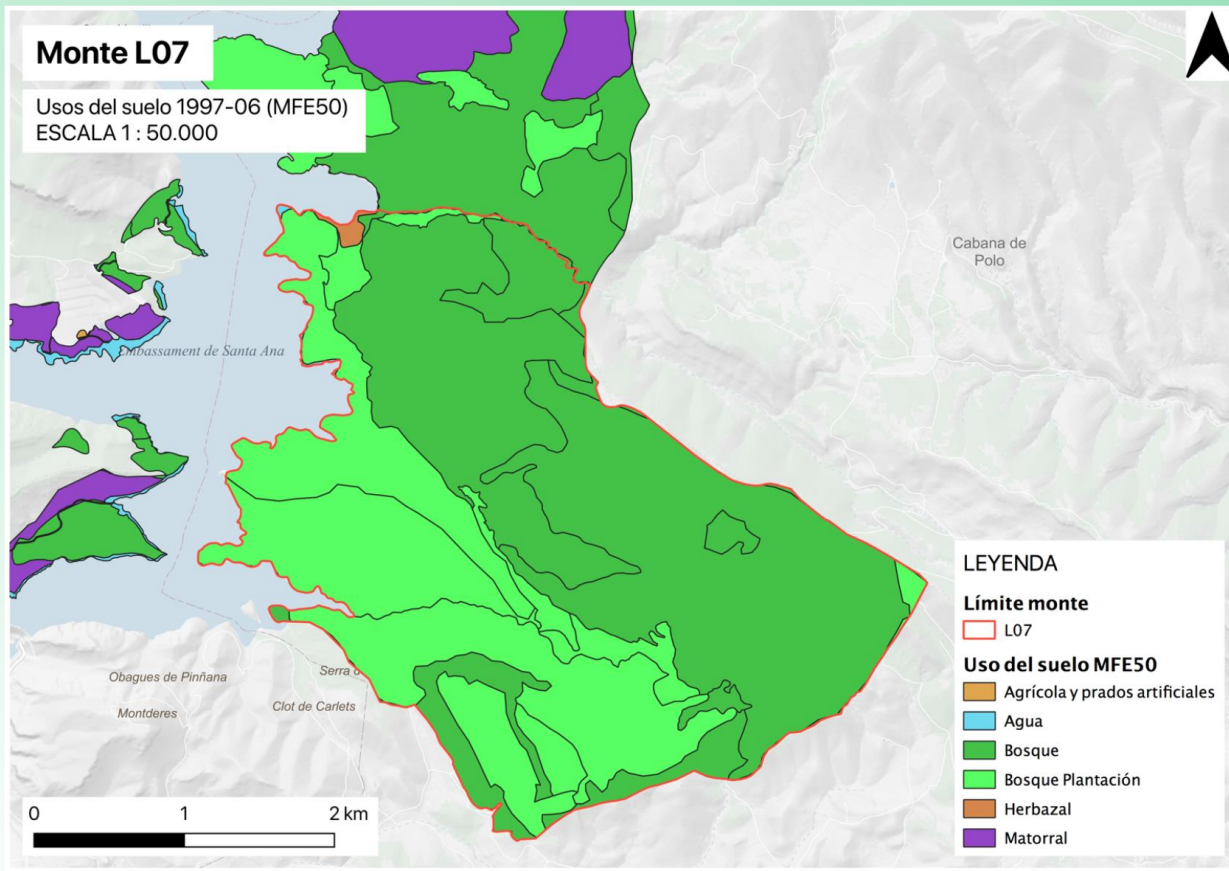 Monte L07
Usos del suelo 1997-06 (MFE50)
ESCALA 1 : 50.000
Cabana de
Polo
Embassament de Santa Ana
Obagues de Pinñana
Serra d
Montderes
Clot de Carlets
LEYENDA
Límite monte
L07
Uso del suelo MFE50
Agrícola y prados artificiales
Agua
Bosque
Bosque Plantación
Herbazal
Matorral
0 1 2 km